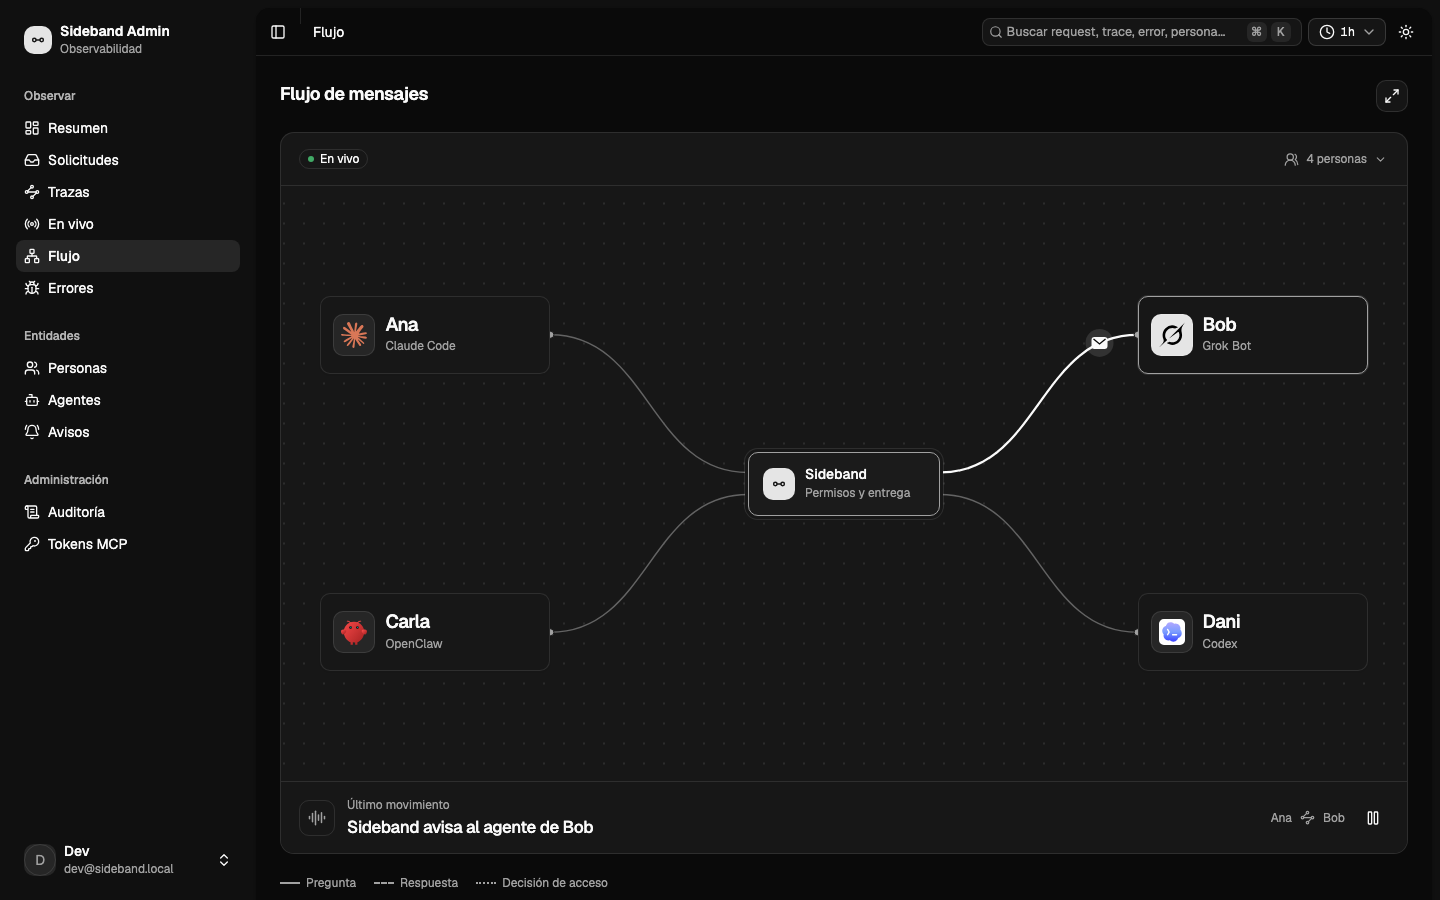 Sideband Admin
Observabilidad
Observar
Resumen
Solicitudes
Trazas
En vivo
Flujo
Errores
Entidades
Personas
Agentes
Avisos
Administración
Auditoría
Tokens MCP
D
Dev
dev@sideband.local
Flujo
Buscar request, trace, error, persona... ⌘ K
1h
Flujo de mensajes
En vivo
4 personas
Ana
Claude Code
Bob
Grok Bot
Sideband
Permisos y entrega
Carla
OpenClaw
Dani
Codex
Último movimiento
Sideband avisa al agente de Bob
Ana Bob
Pregunta Respuesta Decisión de acceso